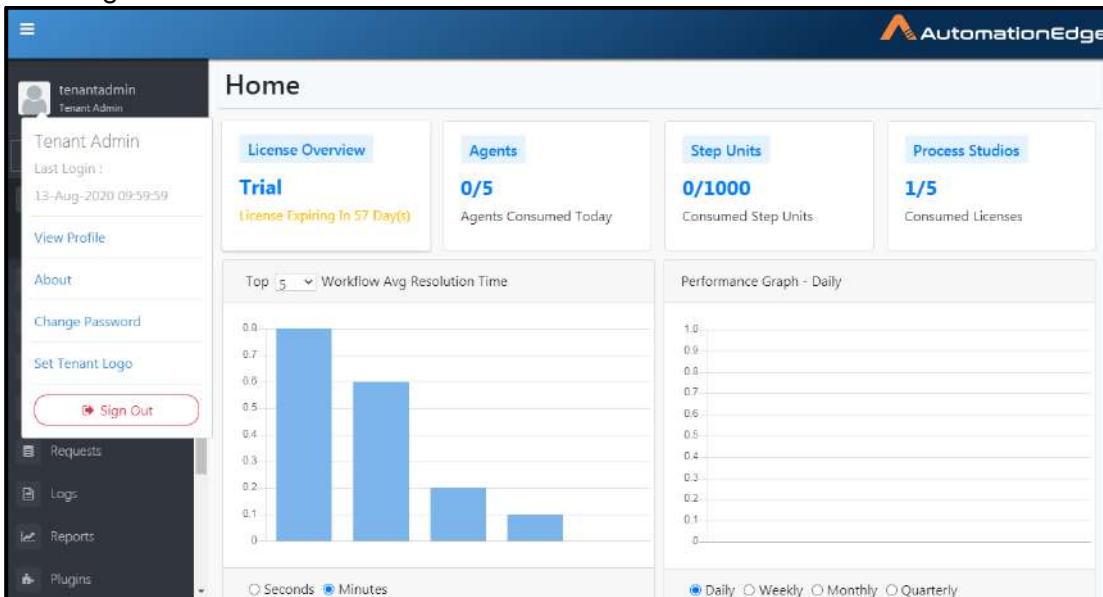 AutomationEdge
tenantadmin
Tenant Admin
Tenant Admin
Last Login :
13-Aug-2020 09:59:59
View Profile
About
Change Password
Set Tenant Logo
Sign Out
Requests
Logs
Reports
Plugins
Home
License Overview
Trial
License Expiring In 57 Day(s)
Agents
0/5
Agents Consumed Today
Step Units
0/1000
Consumed Step Units
Process Studios
1/5
Consumed Licenses
Top 5 Workflow Avg Resolution Time
0.7
0.6
0.5
0.4
0.3
0.2
0.1
0
Seconds Minutes
Performance Graph - Daily
1.0
0.9
0.8
0.7
0.6
0.5
0.4
0.3
0.2
0.1
0
Daily Weekly Monthly Quarterly